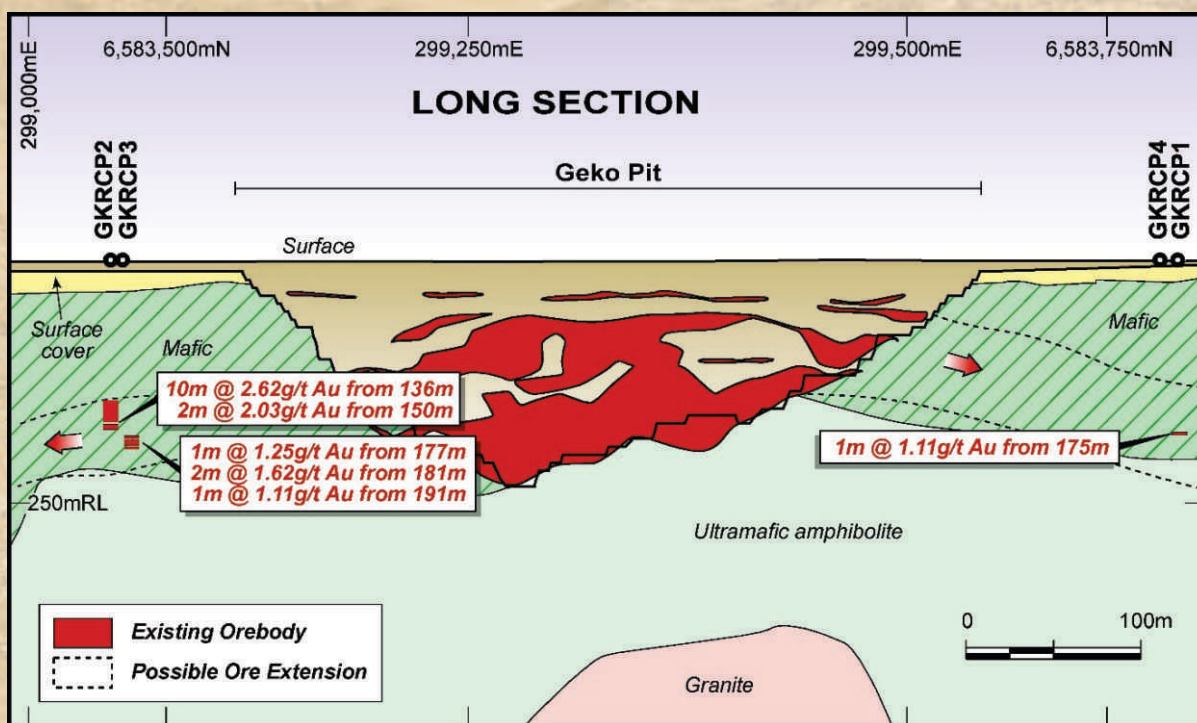 6,583,500mN
299,250mE
299,500mE
6,583,750mN
299,000mE
LONG SECTION
Geko Pit
GKRCP2
GKRCP3
GKRCP4
GKRCP1
Surface
Surface
cover
Mafic
Mafic
10m @ 2.62g/t Au from 136m
2m @ 2.03g/t Au from 150m
1m @ 1.25g/t Au from 177m
2m @ 1.62g/t Au from 181m
1m @ 1.11g/t Au from 191m
1m @ 1.11g/t Au from 175m
250mRL
Ultramafic amphibolite
Existing Orebody
Possible Ore Extension
Granite
0 100m